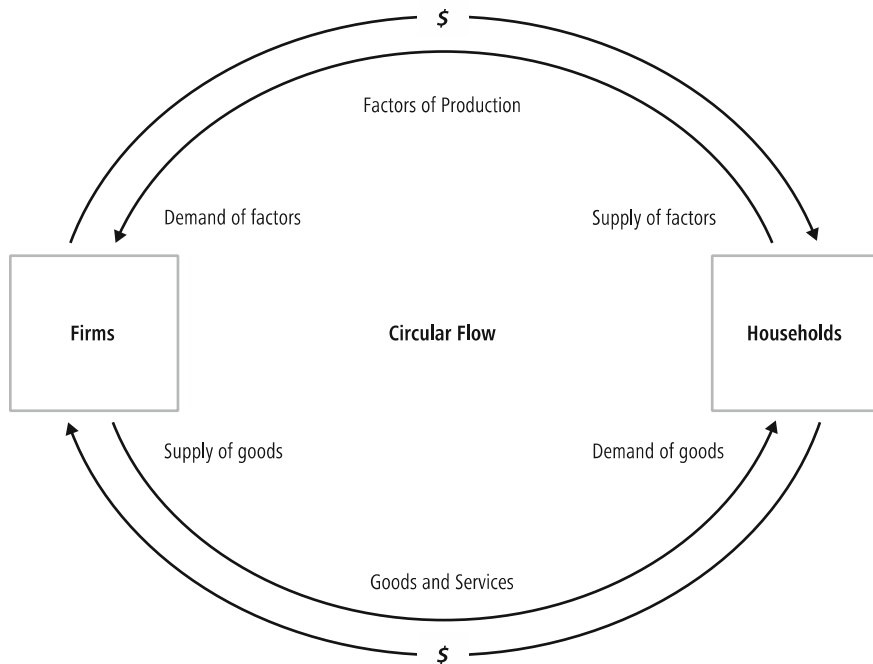 $
Factors of Production
Demand of factors
Supply of factors
Firms
Circular Flow
Households
Supply of goods
Demand of goods
Goods and Services
$